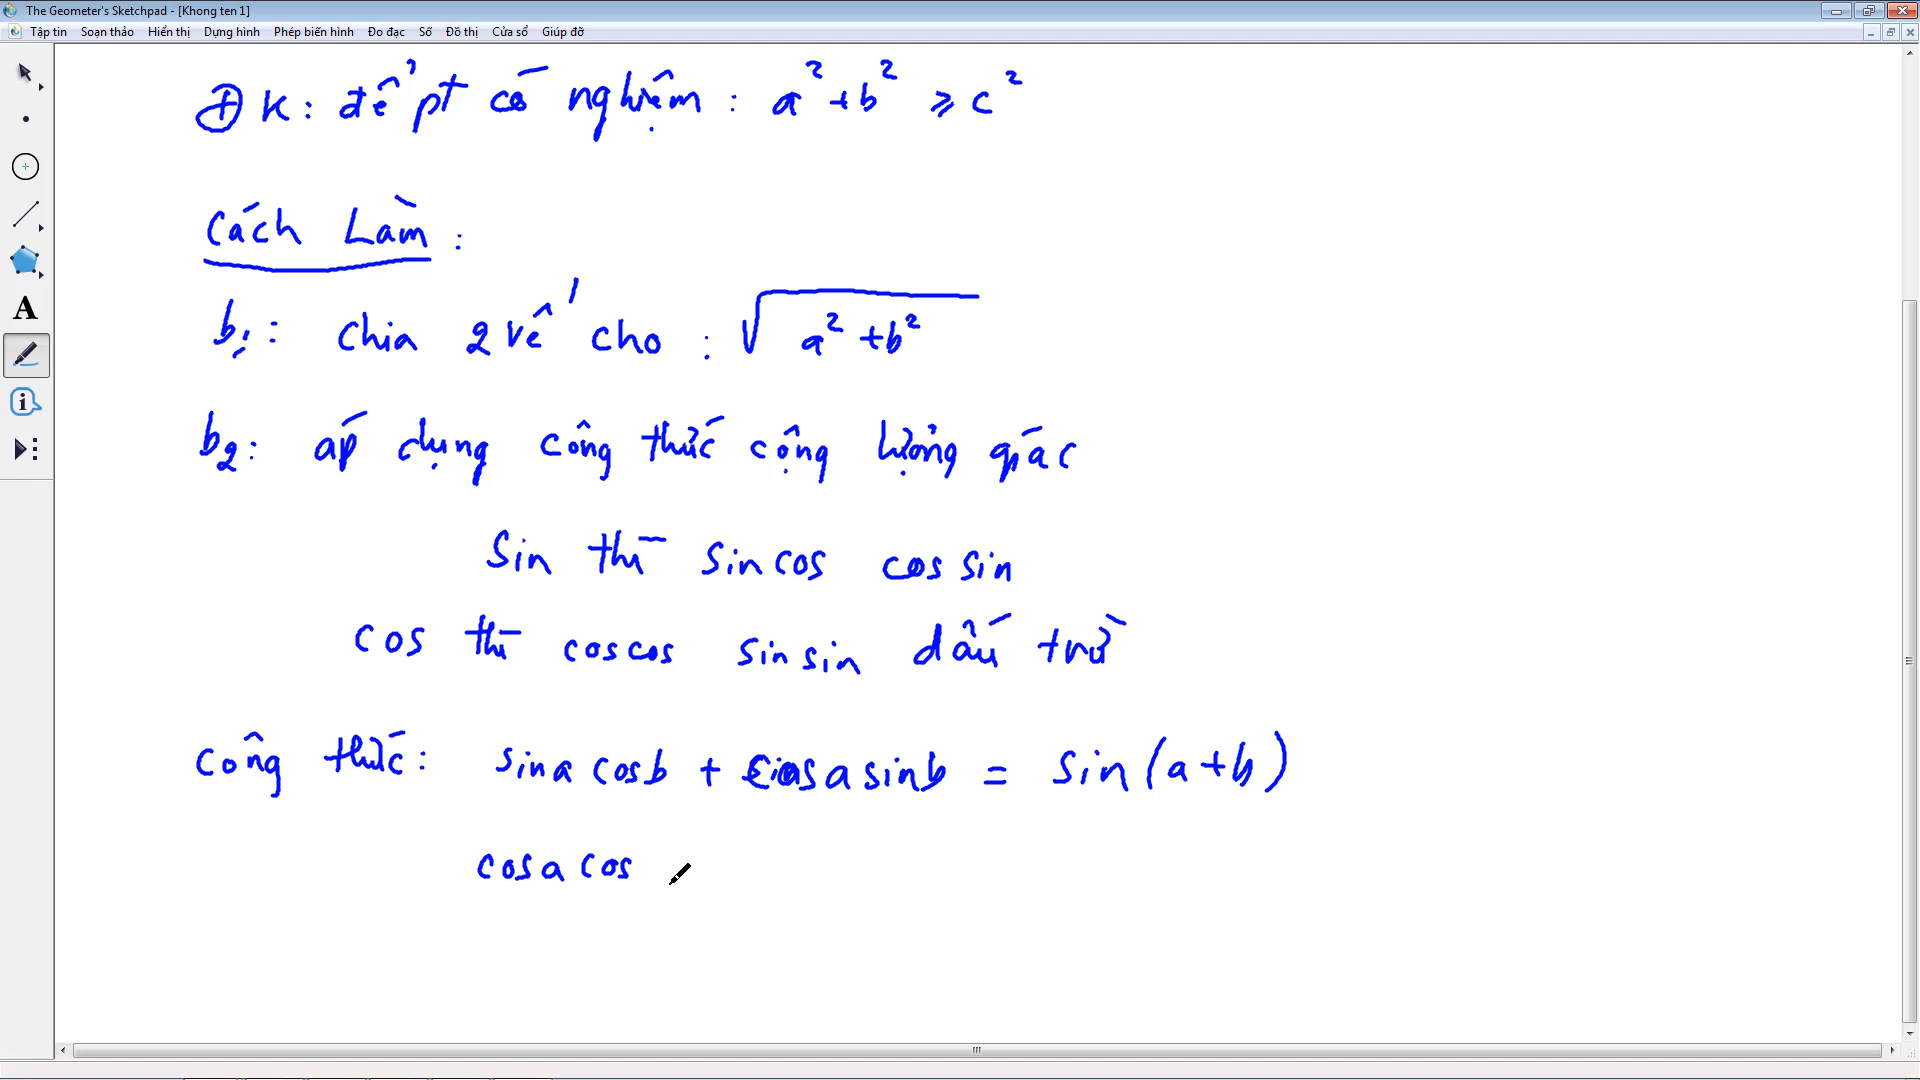 The Geometer's Sketchpad - [Khong ten 1]
Tập tin Soạn thảo Hiển thị Dựng hình Phép biến hình Đo đạc Số Đồ thị Cửa sổ Giúp đỡ
ĐK: để pt có nghiệm: a² + b² ≥ c²
Cách Làm:
b1: chia 2 vế cho: √(a² + b²)
b2: áp dụng công thức cộng lượng giác
Sin thì sin cos cos sin
cos thì cos cos sin sin dấu trừ
Công thức: sin a cos b + cos a sin b = sin(a+b)
cos a cos